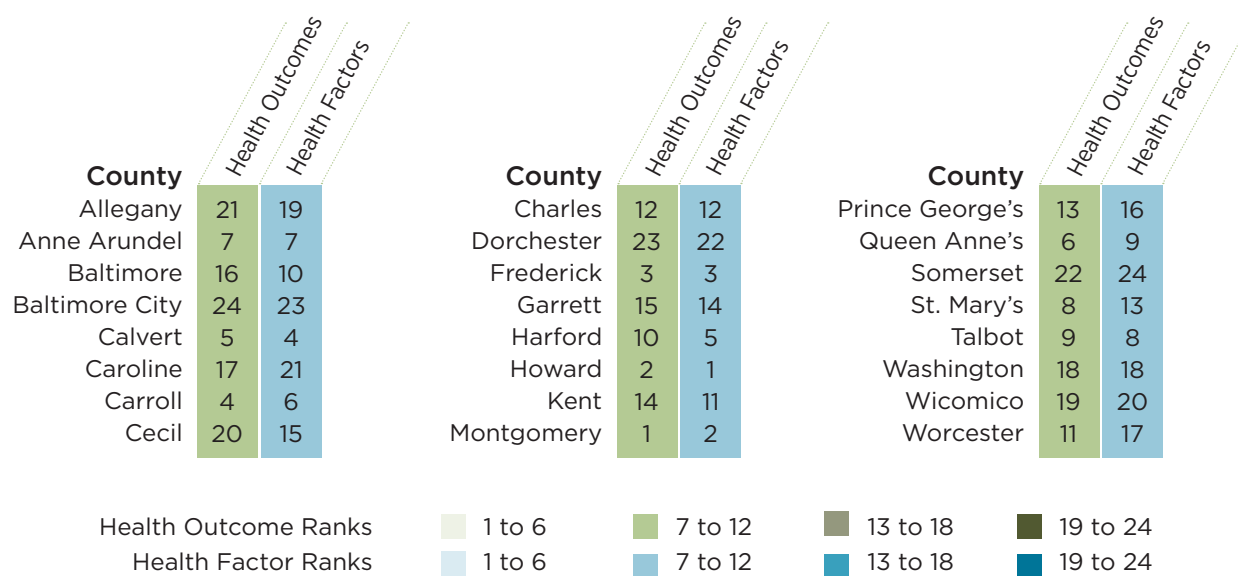 Health Outcomes
Health Factors
County
Allegany 21 19
Anne Arundel 7 7
Baltimore 16 10
Baltimore City 24 23
Calvert 5 4
Caroline 17 21
Carroll 4 6
Cecil 20 15
Health Outcomes
Health Factors
County
Charles 12 12
Dorchester 23 22
Frederick 3 3
Garrett 15 14
Harford 10 5
Howard 2 1
Kent 14 11
Montgomery 1 2
Health Outcomes
Health Factors
County
Prince George’s 13 16
Queen Anne’s 6 9
Somerset 22 24
St. Mary’s 8 13
Talbot 9 8
Washington 18 18
Wicomico 19 20
Worcester 11 17
Health Outcome Ranks 1 to 6 7 to 12 13 to 18 19 to 24
Health Factor Ranks 1 to 6 7 to 12 13 to 18 19 to 24